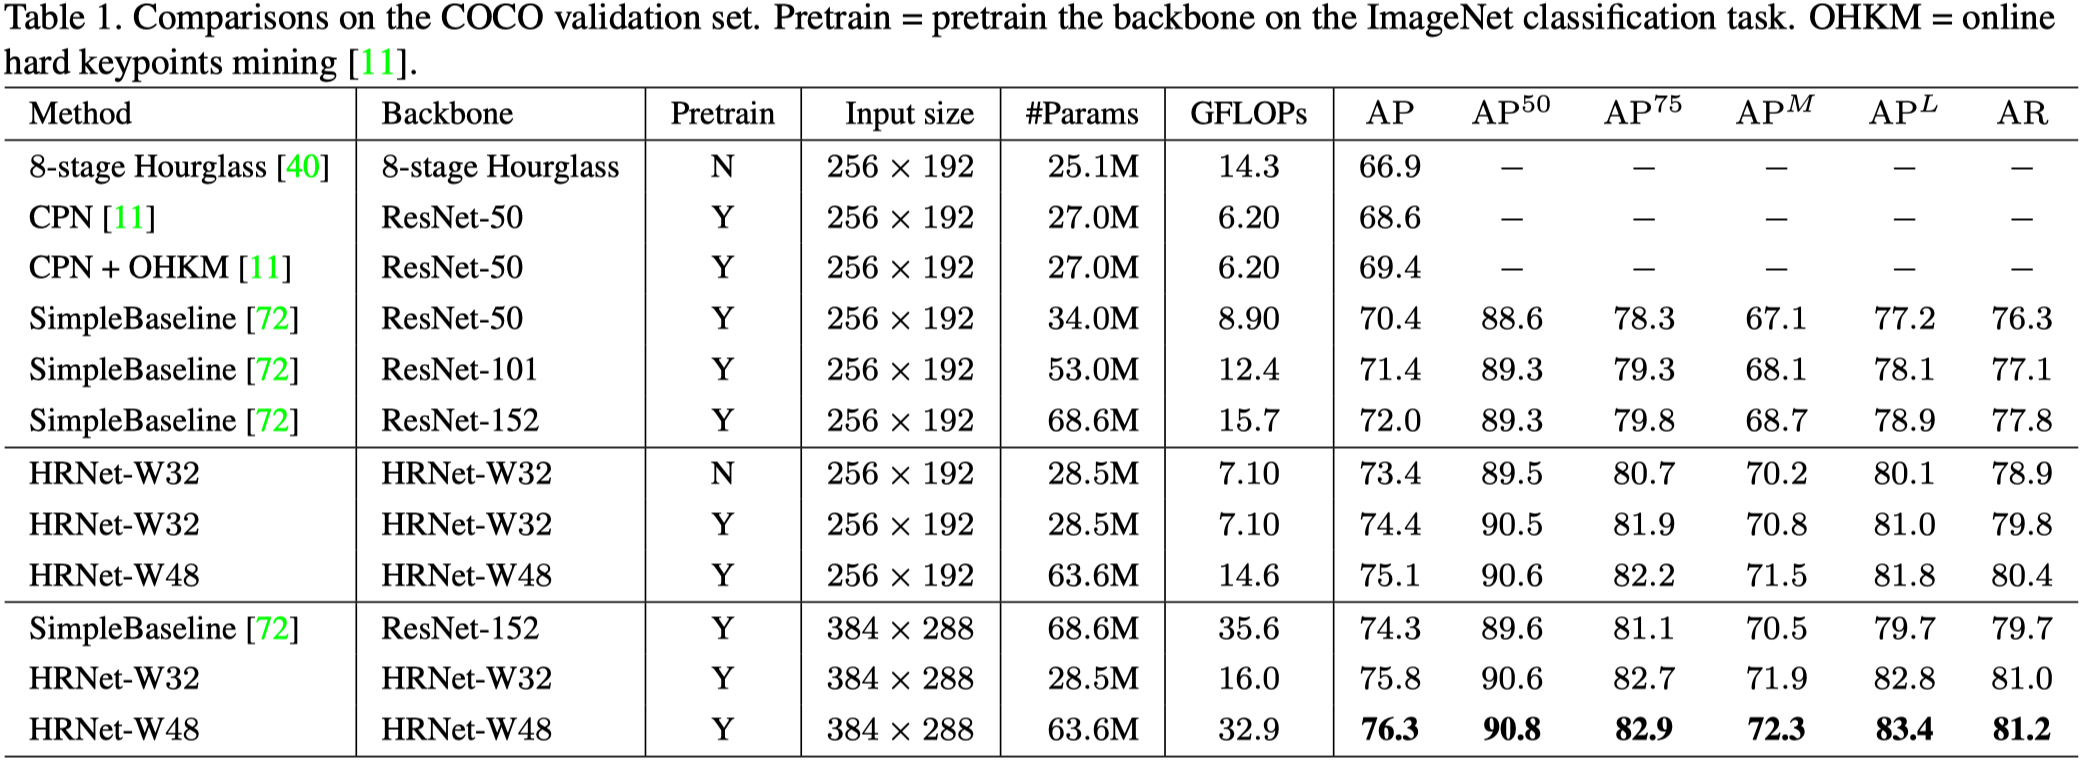 Table 1. Comparisons on the COCO validation set. Pretrain = pretrain the backbone on the ImageNet classification task. OHKM = online
hard keypoints mining [11].
Method Backbone Pretrain Input size #Params GFLOPs AP AP^50 AP^75 AP^M AP^L AR
8-stage Hourglass [40] 8-stage Hourglass N 256 × 192 25.1M 14.3 66.9 – – – – –
CPN [11] ResNet-50 Y 256 × 192 27.0M 6.20 68.6 – – – – –
CPN + OHKM [11] ResNet-50 Y 256 × 192 27.0M 6.20 69.4 – – – – –
SimpleBaseline [72] ResNet-50 Y 256 × 192 34.0M 8.90 70.4 88.6 78.3 67.1 77.2 76.3
SimpleBaseline [72] ResNet-101 Y 256 × 192 53.0M 12.4 71.4 89.3 79.3 68.1 78.1 77.1
SimpleBaseline [72] ResNet-152 Y 256 × 192 68.6M 15.7 72.0 89.3 79.8 68.7 78.9 77.8
HRNet-W32 HRNet-W32 N 256 × 192 28.5M 7.10 73.4 89.5 80.7 70.2 80.1 78.9
HRNet-W32 HRNet-W32 Y 256 × 192 28.5M 7.10 74.4 90.5 81.9 70.8 81.0 79.8
HRNet-W48 HRNet-W48 Y 256 × 192 63.6M 14.6 75.1 90.6 82.2 71.5 81.8 80.4
SimpleBaseline [72] ResNet-152 Y 384 × 288 68.6M 35.6 74.3 89.6 81.1 70.5 79.7 79.7
HRNet-W32 HRNet-W32 Y 384 × 288 28.5M 16.0 75.8 90.6 82.7 71.9 82.8 81.0
HRNet-W48 HRNet-W48 Y 384 × 288 63.6M 32.9 76.3 90.8 82.9 72.3 83.4 81.2